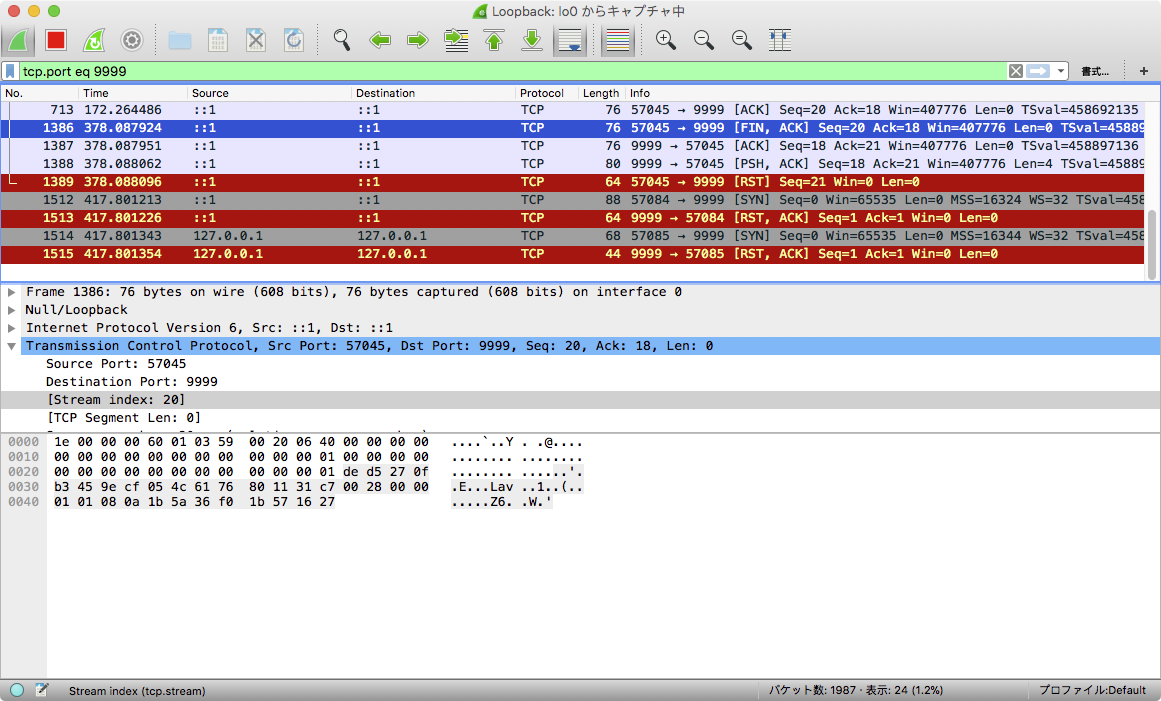 Loopback: lo0 からキャプチャ中
tcp.port eq 9999 書式… +
No. Time Source Destination Protocol Length Info
713 172.264486 ::1 ::1 TCP 76 57045 → 9999 [ACK] Seq=20 Ack=18 Win=407776 Len=0 TSval=458692135
1386 378.087924 ::1 ::1 TCP 76 57045 → 9999 [FIN, ACK] Seq=20 Ack=18 Win=407776 Len=0 TSval=45889
1387 378.087951 ::1 ::1 TCP 76 9999 → 57045 [ACK] Seq=18 Ack=21 Win=407776 Len=0 TSval=458897136
1388 378.088062 ::1 ::1 TCP 80 9999 → 57045 [PSH, ACK] Seq=18 Ack=21 Win=407776 Len=4 TSval=45889
1389 378.088096 ::1 ::1 TCP 64 57045 → 9999 [RST] Seq=21 Win=0 Len=0
1512 417.801213 ::1 ::1 TCP 88 57084 → 9999 [SYN] Seq=0 Win=65535 Len=0 MSS=16324 WS=32 TSval=458
1513 417.801226 ::1 ::1 TCP 64 9999 → 57084 [RST, ACK] Seq=1 Ack=1 Win=0 Len=0
1514 417.801343 127.0.0.1 127.0.0.1 TCP 68 57085 → 9999 [SYN] Seq=0 Win=65535 Len=0 MSS=16344 WS=32 TSval=458
1515 417.801354 127.0.0.1 127.0.0.1 TCP 44 9999 → 57085 [RST, ACK] Seq=1 Ack=1 Win=0 Len=0
Frame 1386: 76 bytes on wire (608 bits), 76 bytes captured (608 bits) on interface 0
Null/Loopback
Internet Protocol Version 6, Src: ::1, Dst: ::1
Transmission Control Protocol, Src Port: 57045, Dst Port: 9999, Seq: 20, Ack: 18, Len: 0
Source Port: 57045
Destination Port: 9999
[Stream index: 20]
[TCP Segment Len: 0]
0000 1e 00 00 00 60 01 03 59 00 20 06 40 00 00 00 00 ....`..Y . .@....
0010 00 00 00 00 00 00 00 00 00 00 00 01 00 00 00 00 ........ ........
0020 00 00 00 00 00 00 00 00 00 00 00 01 de d5 27 0f ........ ......'.
0030 b3 45 9e cf 05 4c 61 76 80 11 31 c7 00 28 00 00 .E...Lav ..1..(..
0040 01 01 08 0a 1b 5a 36 f0 1b 57 16 27 .....Z6. .W.'
Stream index (tcp.stream) パケット数: 1987 · 表示: 24 (1.2%) プロファイル:Default